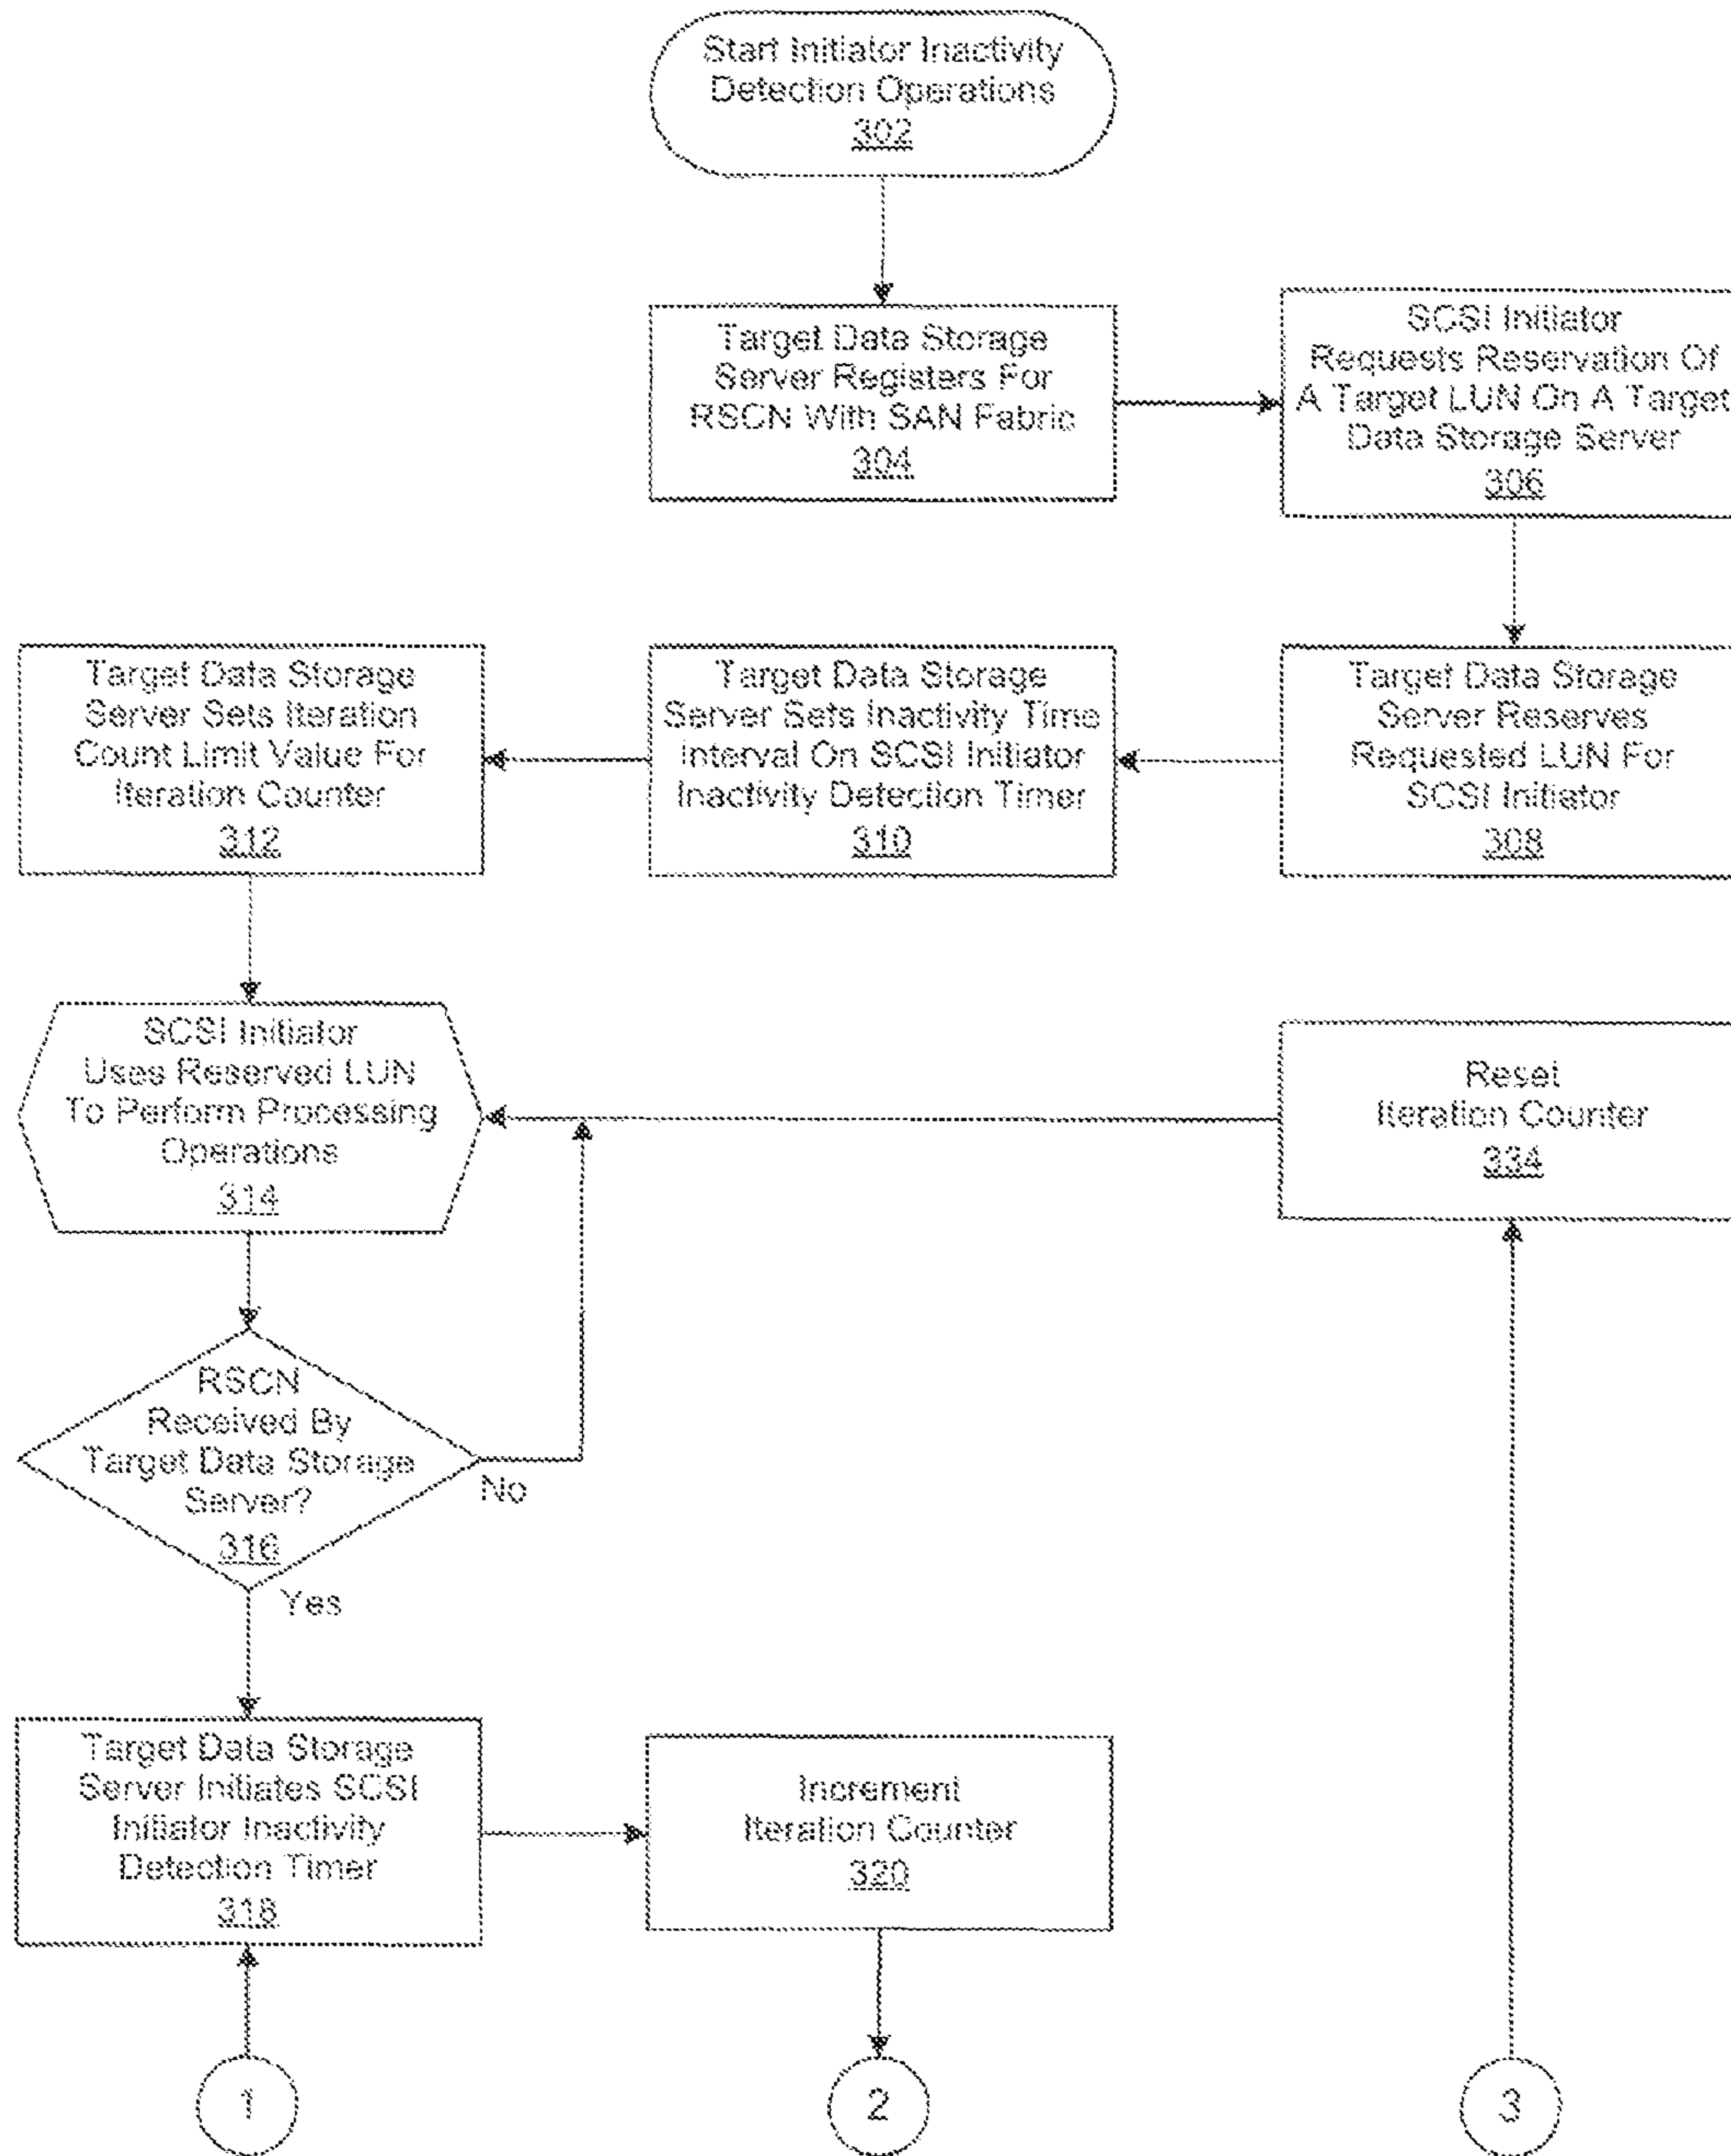 Start Initiator Inactivity
Detection Operations
302
Target Data Storage
Server Registers For
RSCN With SAN Fabric
304
SCSI Initiator
Requests Reservation Of
A Target LUN On A Target
Data Storage Server
306
Target Data Storage
Server Sets Iteration
Count Limit Value For
Iteration Counter
312
Target Data Storage
Server Sets Inactivity Time
Interval On SCSI Initiator
Inactivity Detection Timer
310
Target Data Storage
Server Reserves
Requested LUN For
SCSI Initiator
308
SCSI Initiator
Uses Reserved LUN
To Perform Processing
Operations
314
Reset
Iteration Counter
334
RSCN
Received By
Target Data Storage
Server?
316
No
Yes
Target Data Storage
Server Initiates SCSI
Initiator Inactivity
Detection Timer
318
Increment
Iteration Counter
320
1
2
3